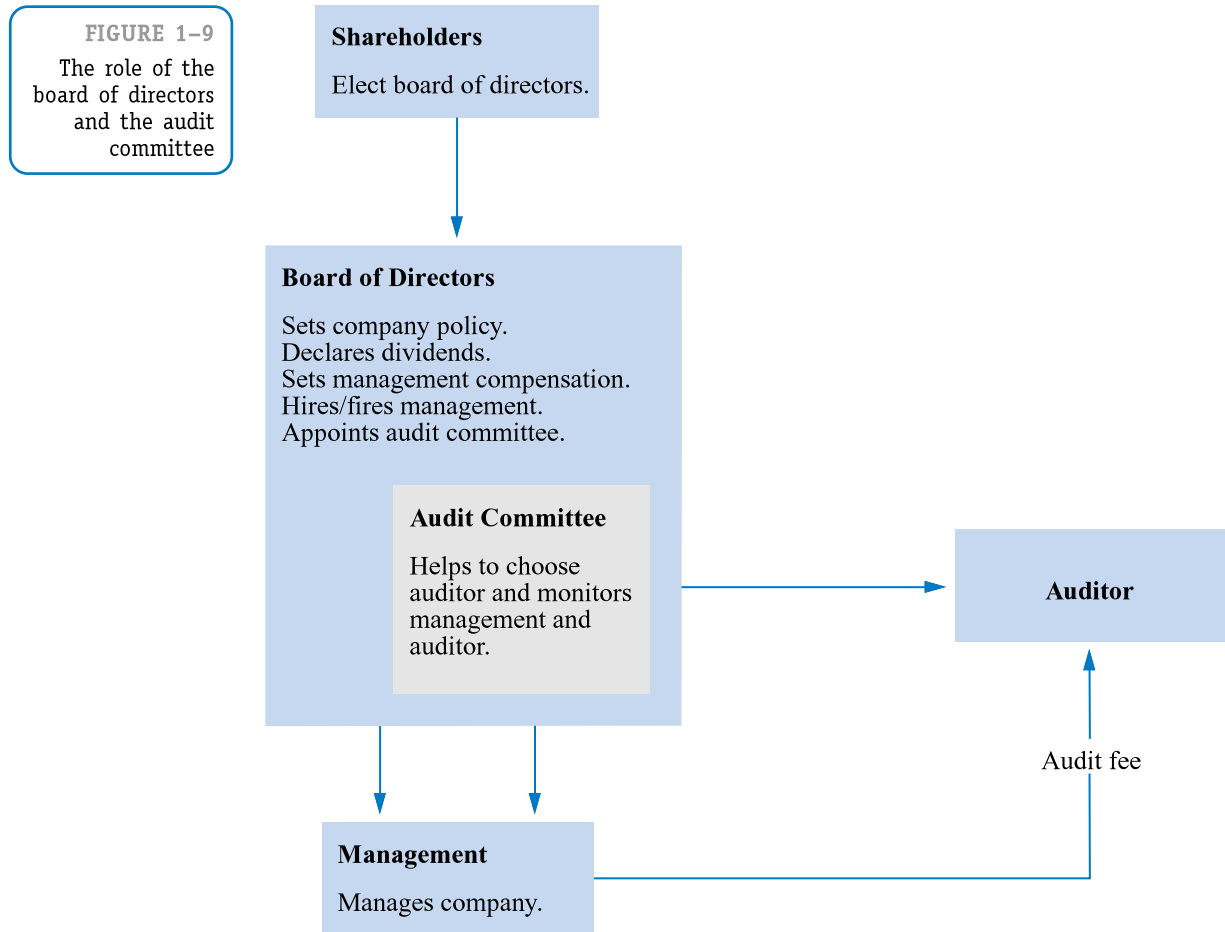 FIGURE 1–9
The role of the
board of directors
and the audit
committee
Shareholders
Elect board of directors.
Board of Directors
Sets company policy.
Declares dividends.
Sets management compensation.
Hires/fires management.
Appoints audit committee.
Audit Committee
Helps to choose
auditor and monitors
management and
auditor.
Auditor
Audit fee
Management
Manages company.